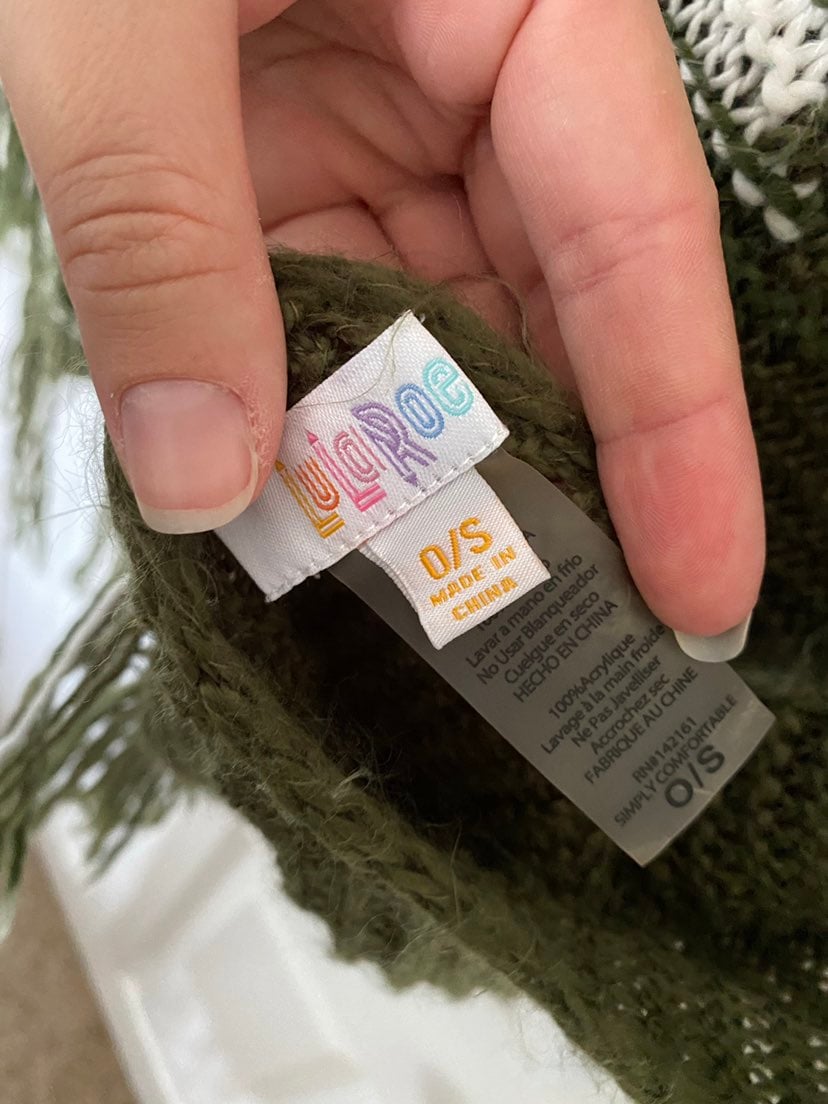 LuLaRoe
O/S
MADE IN
CHINA
Lavar a mano en frío
No Usar Blanqueador
Cuelgue en seco
HECHO EN CHINA
100%Acrylique
Lavage à la main froide
Ne Pas Javelliser
Accrochez sec
FABRIQUE AU CHINE
RN#142161
SIMPLY COMFORTABLE
O/S